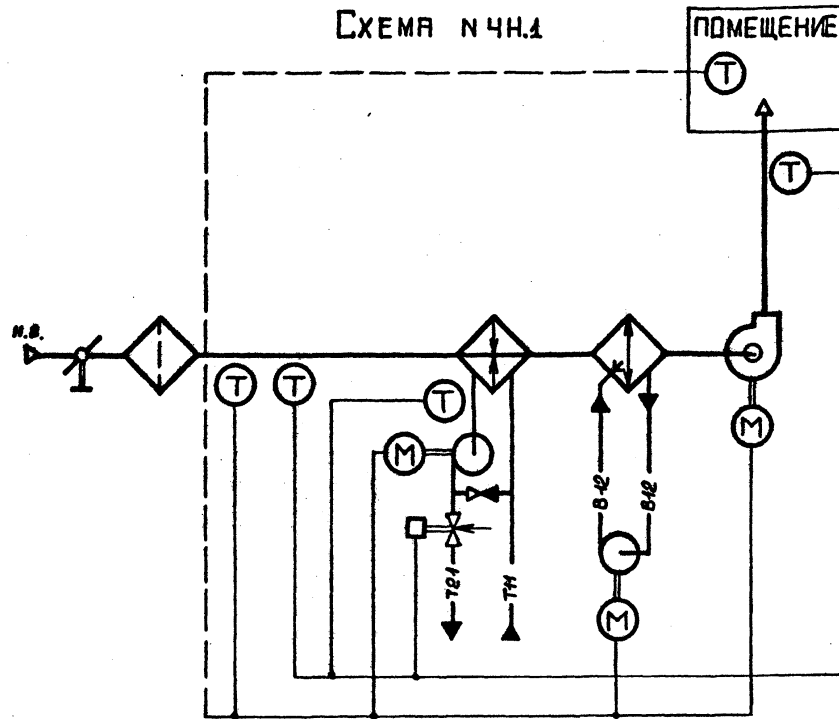 Схема N 4Н.1
ПОМЕЩЕНИЕ
Т
Т
Н.В.
Т
Т
Т
М
М
В12
В12
Т21
Т11
М